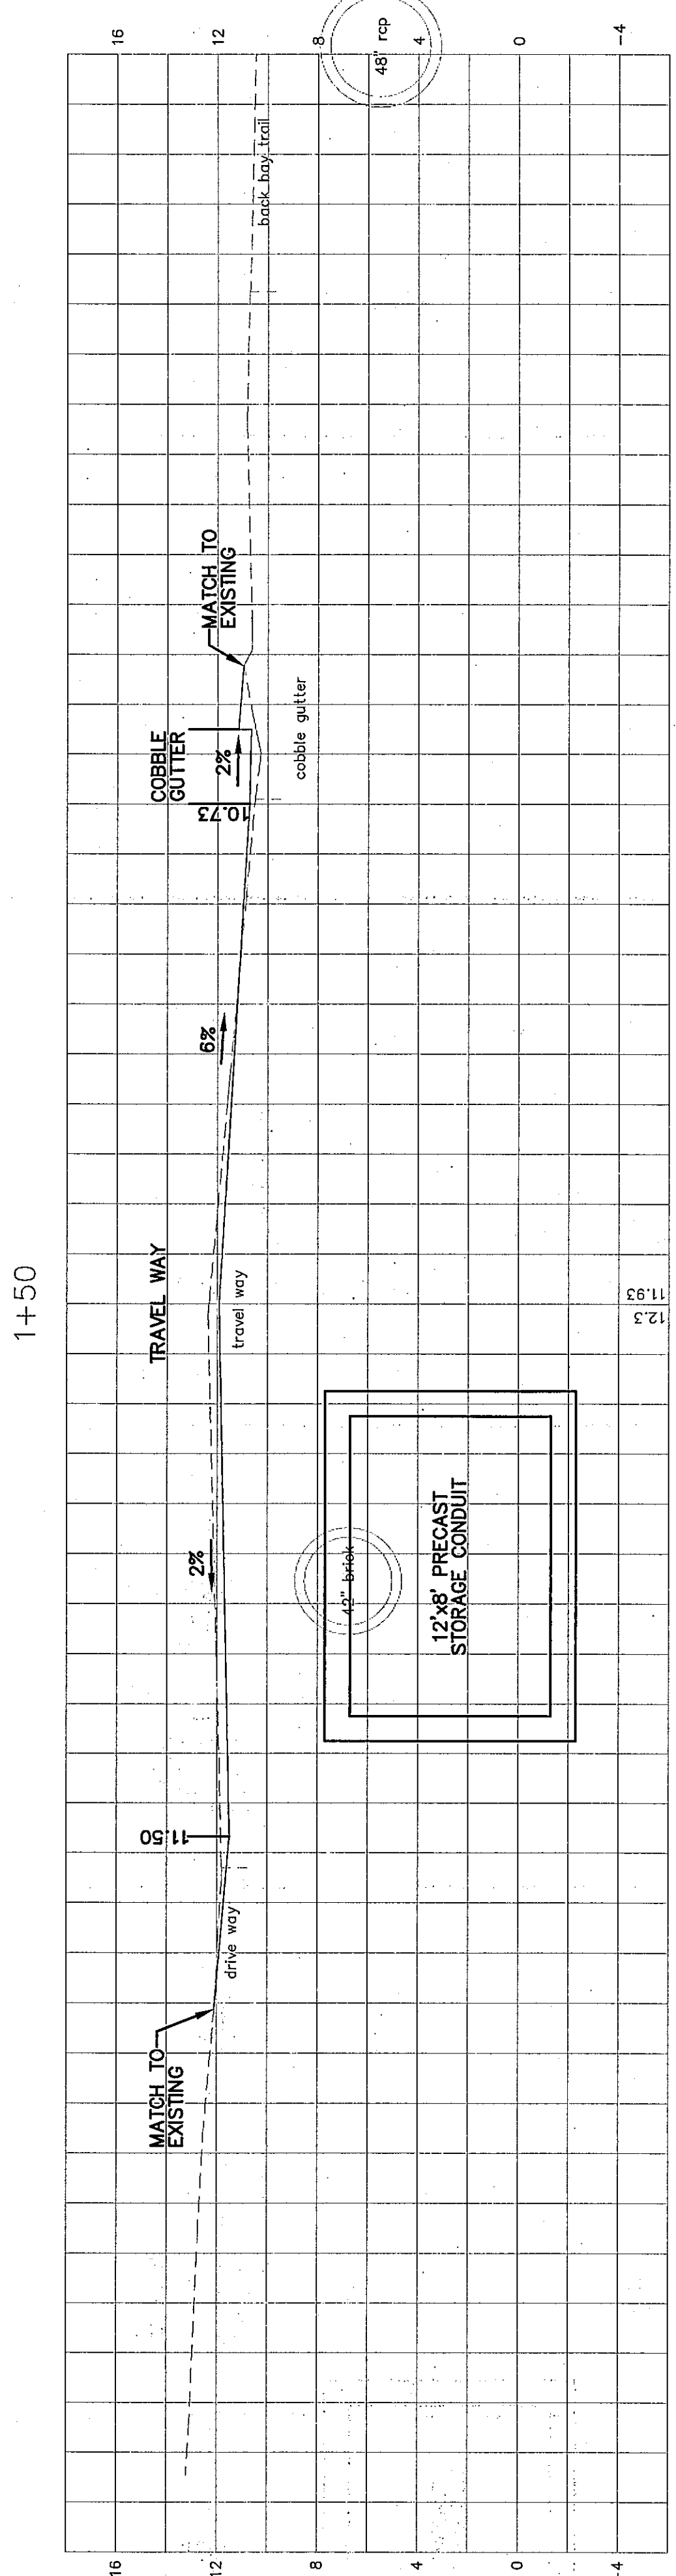 1+50
16
12
8
4
0
-4
MATCH TO
EXISTING
drive way
11.50
2%
42" brick
12'x8' PRECAST
STORAGE CONDUIT
TRAVEL WAY
travel way
12.3
11.93
6%
10.73
COBBLE
GUTTER
2%
cobble gutter
MATCH TO
EXISTING
back bay trail
48" rcp
16
12
8
4
0
-4